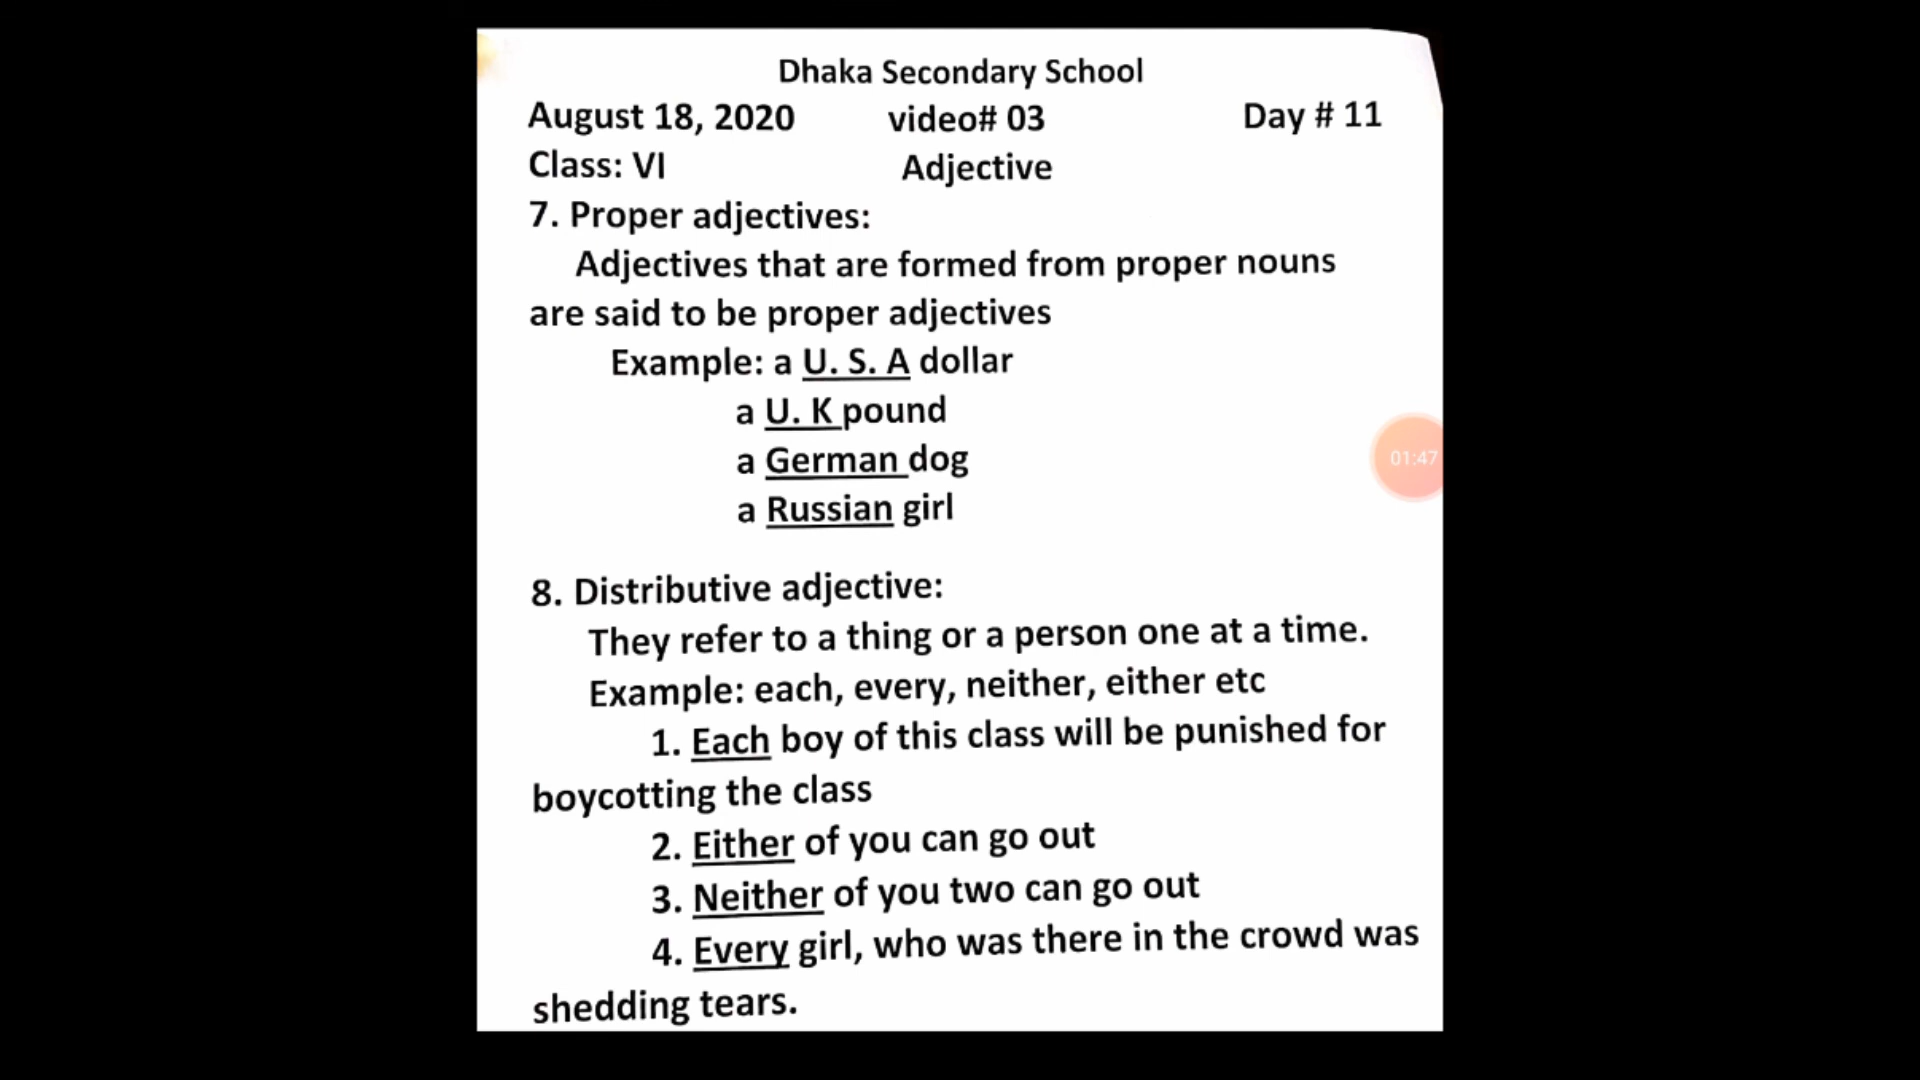 Dhaka Secondary School
August 18, 2020 video# 03 Day # 11
Class: VI Adjective
7. Proper adjectives:
Adjectives that are formed from proper nouns
are said to be proper adjectives
Example: a U. S. A dollar
a U. K pound
a German dog
a Russian girl
01:47
8. Distributive adjective:
They refer to a thing or a person one at a time.
Example: each, every, neither, either etc
1. Each boy of this class will be punished for
boycotting the class
2. Either of you can go out
3. Neither of you two can go out
4. Every girl, who was there in the crowd was
shedding tears.